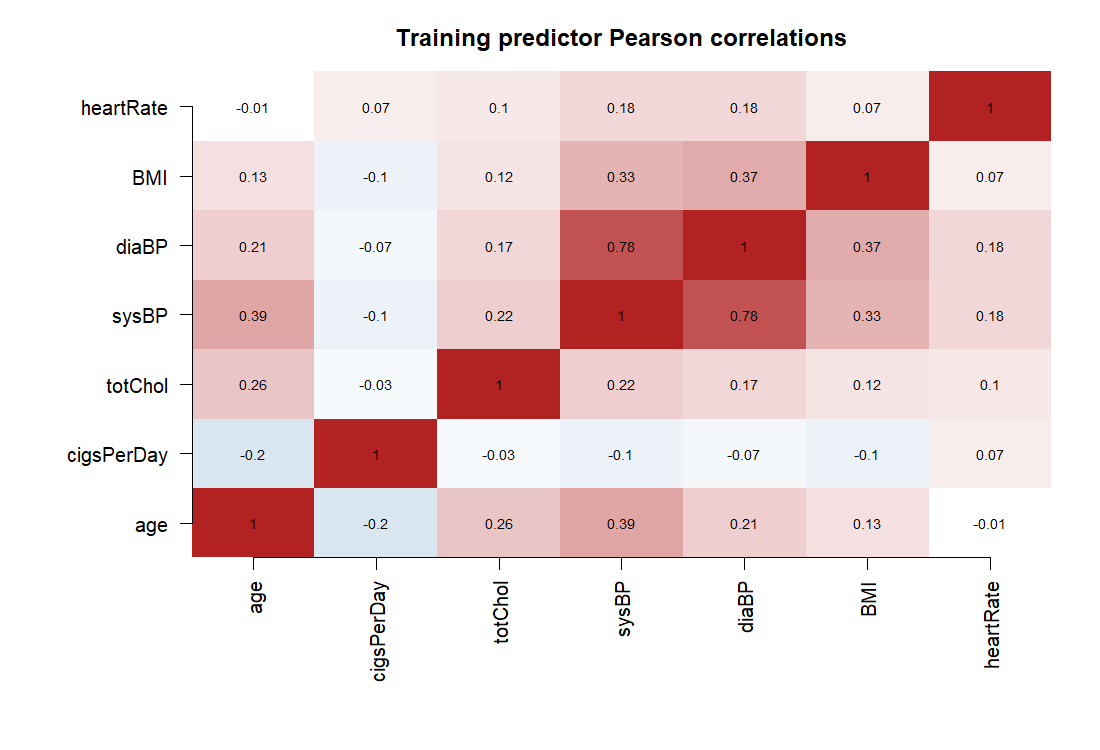 Training predictor Pearson correlations
heartRate -0.01 0.07 0.1 0.18 0.18 0.07 1
BMI 0.13 -0.1 0.12 0.33 0.37 1 0.07
diaBP 0.21 -0.07 0.17 0.78 1 0.37 0.18
sysBP 0.39 -0.1 0.22 1 0.78 0.33 0.18
totChol 0.26 -0.03 1 0.22 0.17 0.12 0.1
cigsPerDay -0.2 1 -0.03 -0.1 -0.07 -0.1 0.07
age 1 -0.2 0.26 0.39 0.21 0.13 -0.01
age cigsPerDay totChol sysBP diaBP BMI heartRate